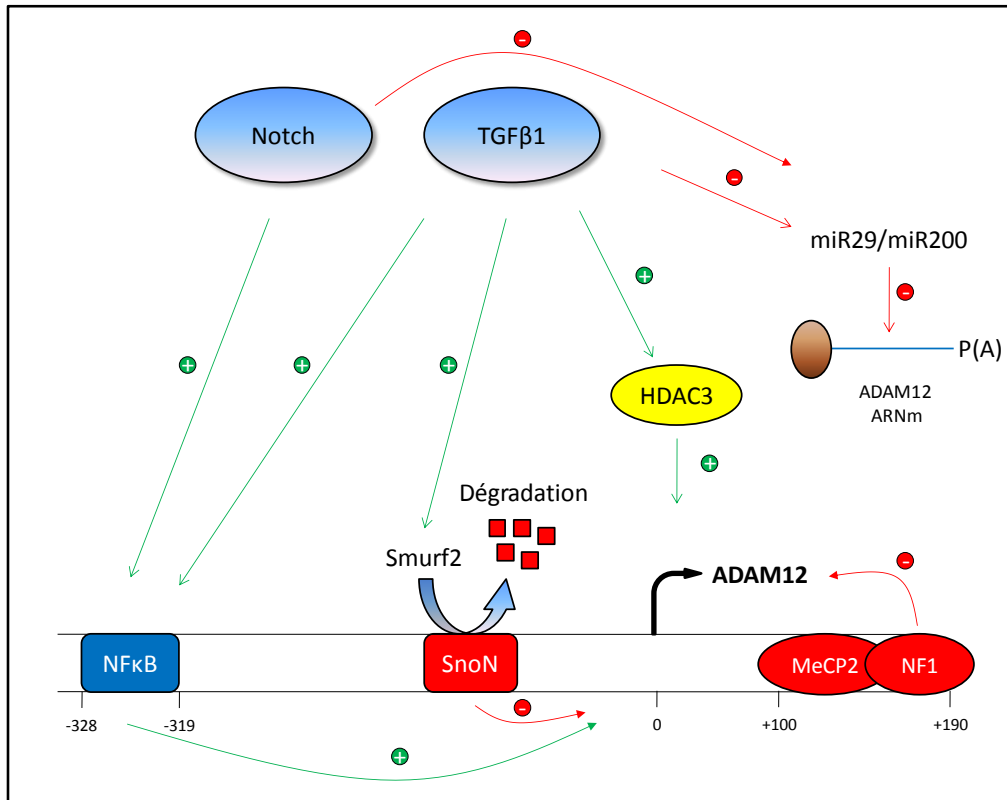 -
Notch
TGFβ1
-
miR29/miR200
+
-
+
+
+
P(A)
HDAC3
ADAM12
ARNm
+
Dégradation
Smurf2
-
ADAM12
NFκB
SnoN
MeCP2
NF1
-
-328
-319
0
+100
+190
+